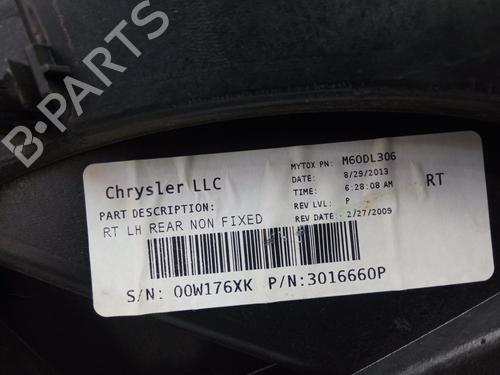 Chrysler LLC
PART DESCRIPTION:
RT LH REAR NON FIXED
MYTOX PN: M60DL306
DATE: 8/29/2013
TIME: 6:28:08 AM
REV LVL: P
REV DATE: 2/27/2009
RT
S/N: 00W176XK P/N:3016660P
B-PARTS